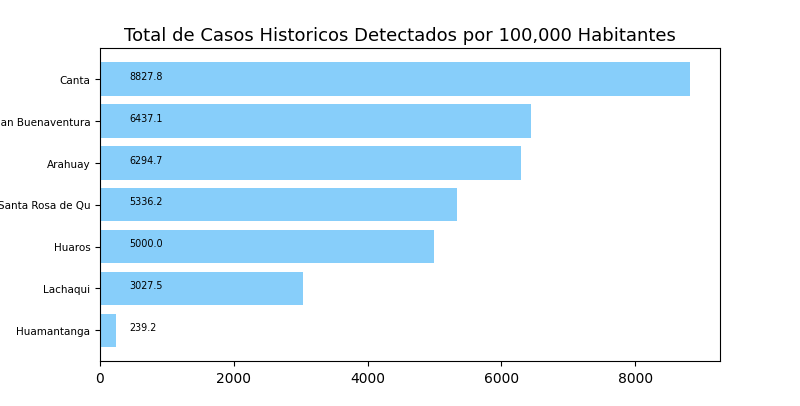 Total de Casos Historicos Detectados por 100,000 Habitantes
Canta 8827.8
an Buenaventura 6437.1
Arahuay 6294.7
Santa Rosa de Qu 5336.2
Huaros 5000.0
Lachaqui 3027.5
Huamantanga 239.2
0 2000 4000 6000 8000